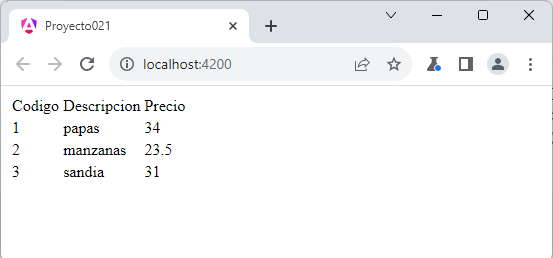 Proyecto021
localhost:4200
Codigo Descripcion Precio
1 papas 34
2 manzanas 23.5
3 sandia 31